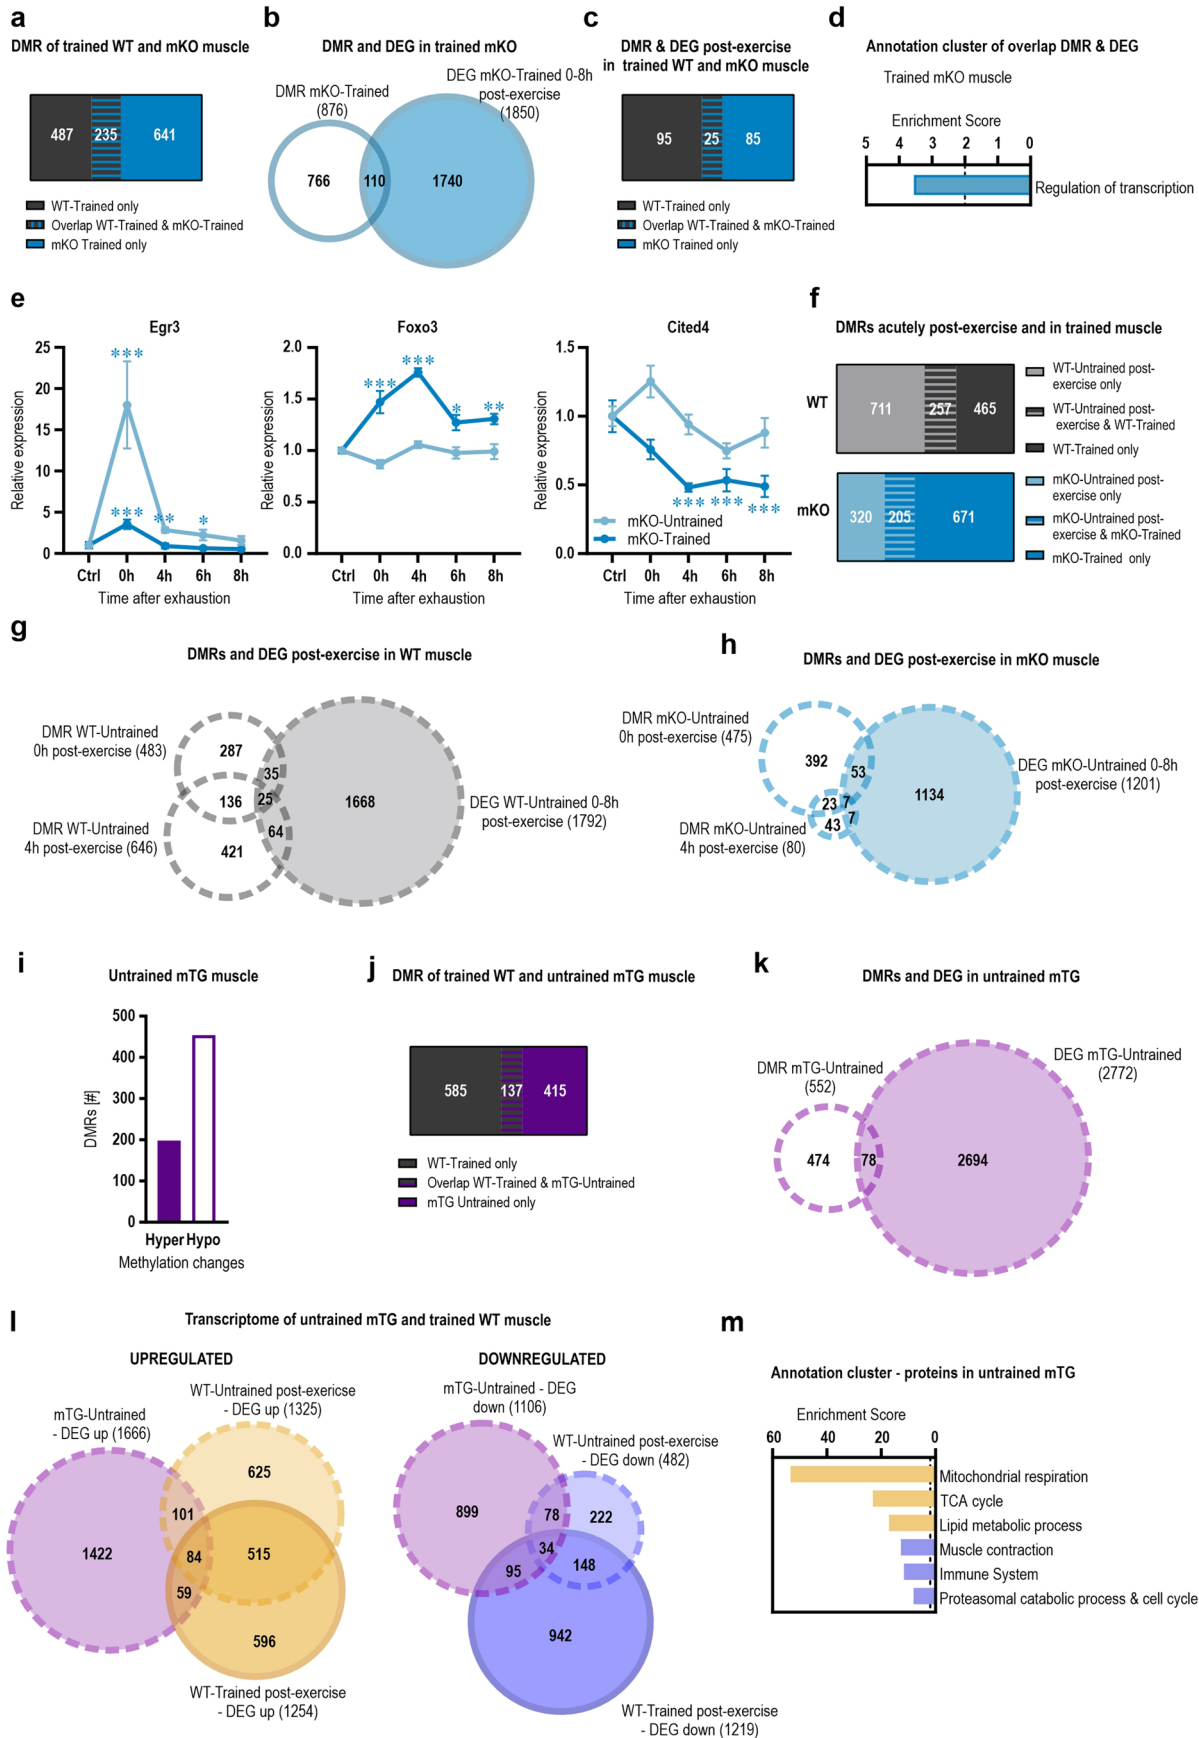 a
DMR of trained WT and mKO muscle
487
235
641
WT-Trained only
Overlap WT-Trained & mKO-Trained
mKO Trained only
b
DMR and DEG in trained mKO
DMR mKO-Trained
(876)
DEG mKO-Trained 0-8h
post-exercise
(1850)
766
110
1740
c
DMR & DEG post-exercise
in trained WT and mKO muscle
95
25
85
WT-Trained only
Overlap WT-Trained & mKO-Trained
mKO Trained only
d
Annotation cluster of overlap DMR & DEG
Trained mKO muscle
Enrichment Score
5 4 3 2 1 0
Regulation of transcription
e
Egr3
Relative expression
25
20
15
10
5
0
***
***
**
*
Ctrl 0h 4h 6h 8h
Time after exhaustion
Foxo3
Relative expression
2.0
1.5
1.0
0.5
0.0
***
***
*
**
Ctrl 0h 4h 6h 8h
Time after exhaustion
Cited4
Relative expression
1.5
1.0
0.5
0.0
***
***
***
mKO-Untrained
mKO-Trained
Ctrl 0h 4h 6h 8h
Time after exhaustion
f
DMRs acutely post-exercise and in trained muscle
WT
711
257
465
WT-Untrained post-
exercise only
WT-Untrained post-
exercise & WT-Trained
WT-Trained only
mKO
320
205
671
mKO-Untrained post-
exercise only
mKO-Untrained post-
exercise & mKO-Trained
mKO-Trained only
g
DMRs and DEG post-exercise in WT muscle
DMR WT-Untrained
0h post-exercise (483)
287
35
136
25
1668
64
421
DMR WT-Untrained
4h post-exercise (646)
DEG WT-Untrained 0-8h
post-exercise (1792)
h
DMRs and DEG post-exercise in mKO muscle
DMR mKO-Untrained
0h post-exercise (475)
392
53
23
7
1134
7
43
DMR mKO-Untrained
4h post-exercise (80)
DEG mKO-Untrained 0-8h
post-exercise (1201)
i
Untrained mTG muscle
DMRs [#]
500
400
300
200
100
0
Hyper Hypo
Methylation changes
j
DMR of trained WT and untrained mTG muscle
585
137
415
WT-Trained only
Overlap WT-Trained & mTG-Untrained
mTG Untrained only
k
DMRs and DEG in untrained mTG
DMR mTG-Untrained
(552)
DEG mTG-Untrained
(2772)
474
78
2694
l
Transcriptome of untrained mTG and trained WT muscle
UPREGULATED
mTG-Untrained
- DEG up (1666)
WT-Untrained post-exericse
- DEG up (1325)
625
101
1422
84
515
59
596
WT-Trained post-exercise
- DEG up (1254)
DOWNREGULATED
mTG-Untrained - DEG
down (1106)
WT-Untrained post-exercise
- DEG down (482)
899
78
222
34
95
148
942
WT-Trained post-exercise
- DEG down (1219)
m
Annotation cluster - proteins in untrained mTG
Enrichment Score
60 40 20 0
Mitochondrial respiration
TCA cycle
Lipid metabolic process
Muscle contraction
Immune System
Proteasomal catabolic process & cell cycle